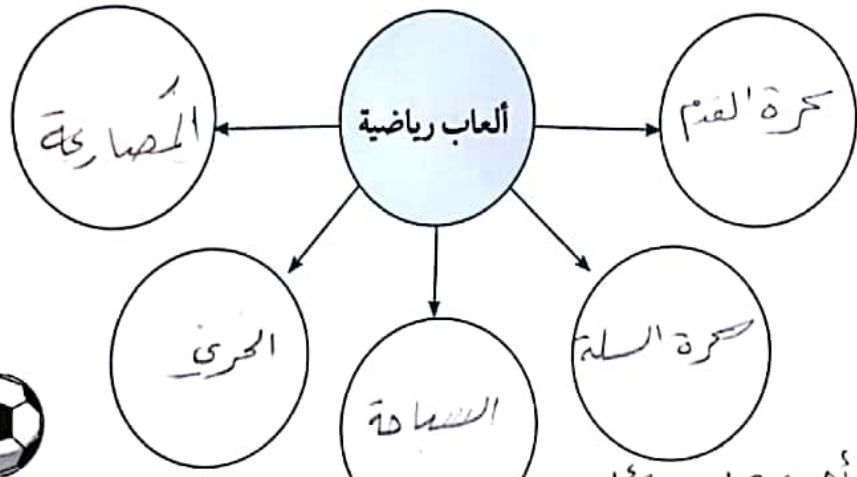 ألعاب رياضية
كرة القدم
كرة السلة
السباحة
الجري
المصارعة